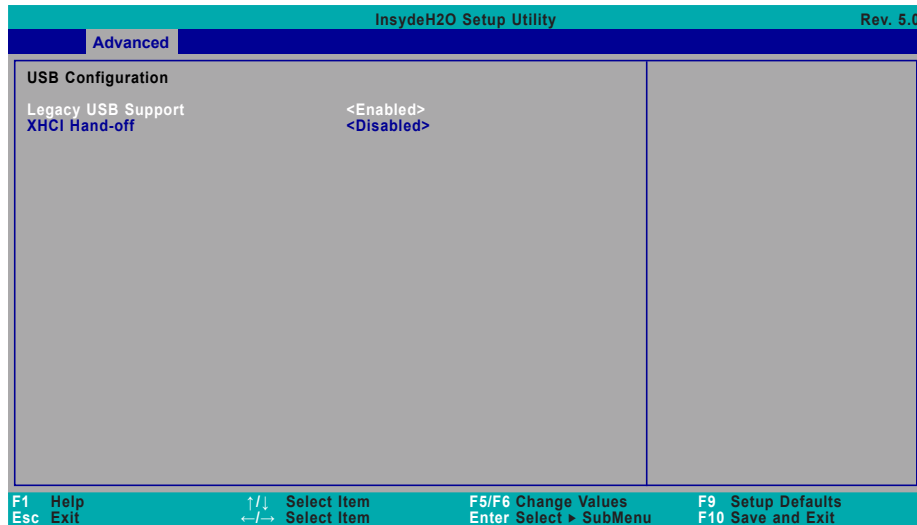 InsydeH2O Setup Utility Rev. 5.0
Advanced
USB Configuration
Legacy USB Support <Enabled>
XHCI Hand-off <Disabled>
F1 Help ↑/↓ Select Item F5/F6 Change Values F9 Setup Defaults
Esc Exit ←/→ Select Item Enter Select ▶ SubMenu F10 Save and Exit